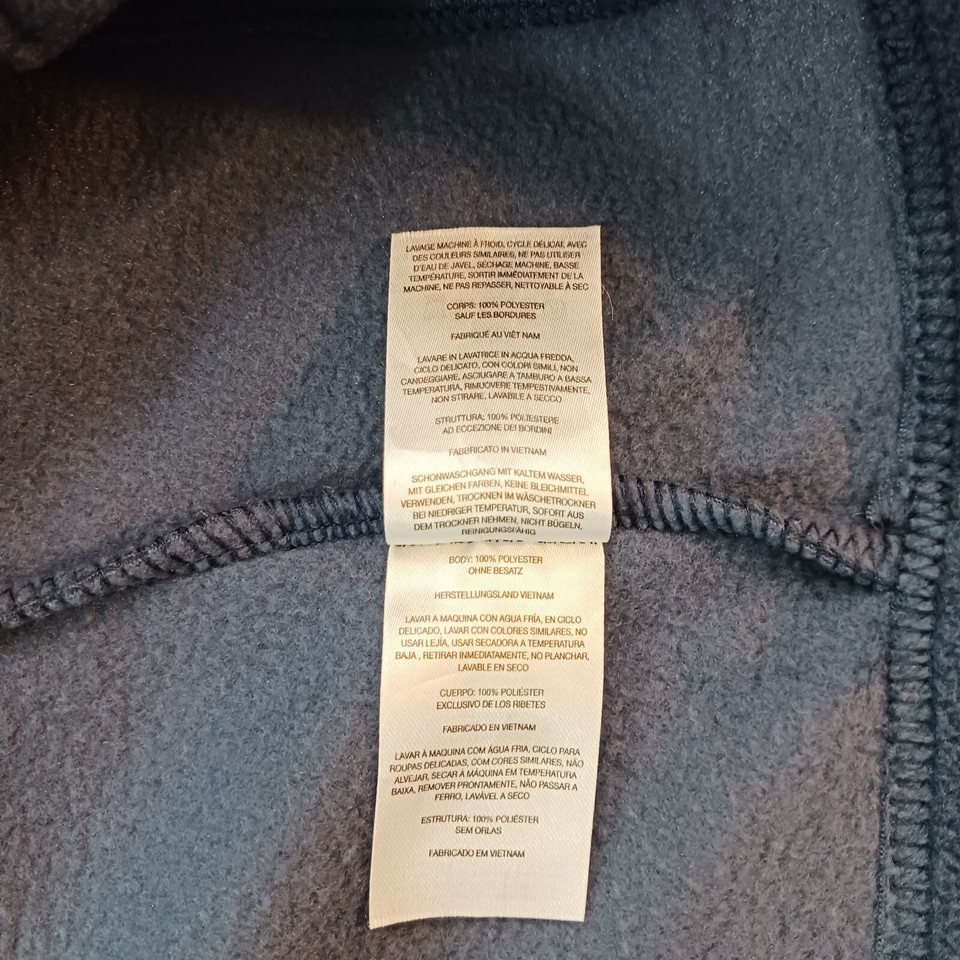 LAVAGE MACHINE À FROID, CYCLE DÉLICAT, AVEC
DES COULEURS SIMILAIRES, NE PAS UTILISER
D'EAU DE JAVEL, SÉCHAGE MACHINE, BASSE
TEMPÉRATURE, SORTIR IMMÉDIATEMENT DE LA
MACHINE, NE PAS REPASSER, NETTOYABLE À SEC
CORPS: 100% POLYESTER
SAUF LES BORDURES
FABRIQUÉ AU VIÊT NAM
LAVARE IN LAVATRICE IN ACQUA FREDDA,
CICLO DELICATO, CON COLORI SIMILI, NON
CANDEGGIARE, ASCIUGARE A TAMBURO A BASSA
TEMPERATURA, RIMUOVERE TEMPESTIVAMENTE,
NON STIRARE, LAVABILE A SECCO
STRUTTURA: 100% POLIESTERE
AD ECCEZIONE DEI BORDINI
FABBRICATO IN VIETNAM
SCHONWASCHGANG MIT KALTEM WASSER,
MIT GLEICHEN FARBEN, KEINE BLEICHMITTEL
VERWENDEN, TROCKNEN IM WÄSCHETROCKNER
BEI NIEDRIGER TEMPERATUR, SOFORT AUS
DEM TROCKNER NEHMEN, NICHT BÜGELN,
REINIGUNGSFÄHIG
BODY: 100% POLYESTER
OHNE BESATZ
HERSTELLUNGSLAND VIETNAM
LAVAR A MAQUINA CON AGUA FRÍA, EN CICLO
DELICADO, LAVAR CON COLORES SIMILARES, NO
USAR LEJÍA, USAR SECADORA A TEMPERATURA
BAJA , RETIRAR INMEDIATAMENTE, NO PLANCHAR,
LAVABLE EN SECO
CUERPO: 100% POLIÉSTER
EXCLUSIVO DE LOS RIBETES
FABRICADO EN VIETNAM
LAVAR À MAQUINA COM ÁGUA FRIA, CICLO PARA
ROUPAS DELICADAS, COM CORES SIMILARES, NÃO
ALVEJAR, SECAR À MÁQUINA EM TEMPERATURA
BAIXA, REMOVER PRONTAMENTE, NÃO PASSAR A
FERRO, LAVÁVEL A SECO
ESTRUTURA: 100% POLIÉSTER
SEM ORLAS
FABRICADO EM VIETNAM